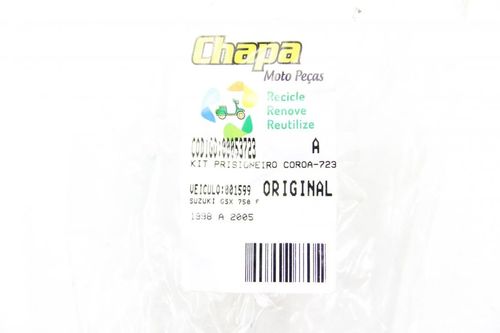 Chapa
Moto Peças
Recicle
Renove
Reutilize
CODIGO:00053723 A
KIT PRISIONEIRO COROA-723
VEICULO:001599 ORIGINAL
SUZUKI GSX 750 F
1998 A 2005